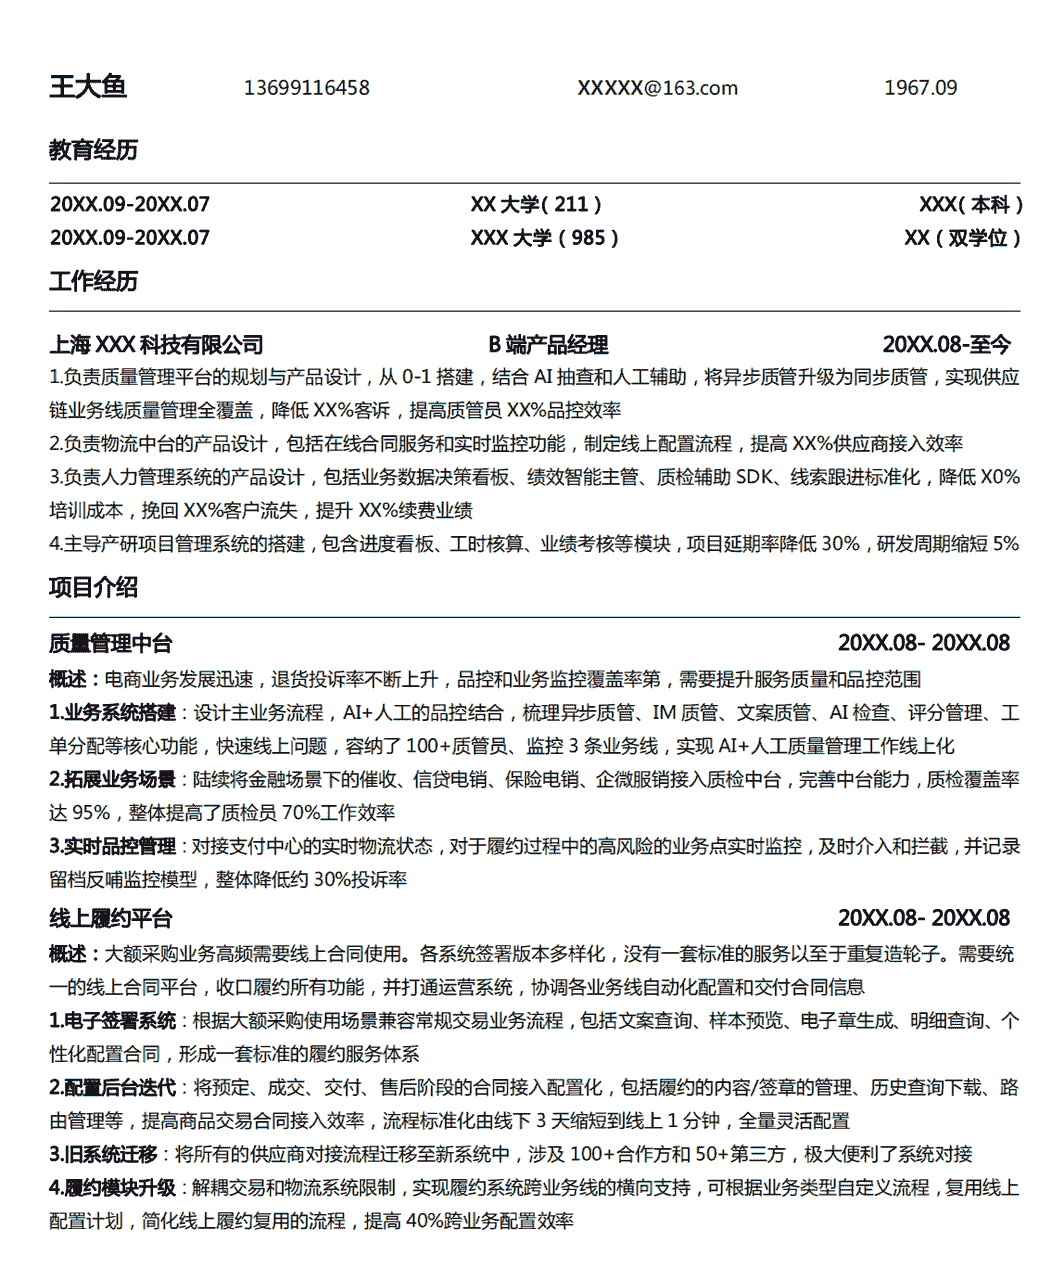 王大鱼 13699116458 XXXXX@163.com 1967.09
教育经历
20XX.09-20XX.07 XX 大学（211） XXX（本科）
20XX.09-20XX.07 XXX 大学（985） XX（双学位）
工作经历
上海 XXX 科技有限公司 B 端产品经理 20XX.08-至今
1.负责质量管理平台的规划与产品设计，从 0-1 搭建，结合 AI 抽查和人工辅助，将异步质管升级为同步质管，实现供应
链业务线质量管理全覆盖，降低 XX%客诉，提高质管员 XX%品控效率
2.负责物流中台的产品设计，包括在线合同服务和实时监控功能，制定线上配置流程，提高 XX%供应商接入效率
3.负责人力管理系统的产品设计，包括业务数据决策看板、绩效智能主管、质检辅助 SDK、线索跟进标准化，降低 X0%
培训成本，挽回 XX%客户流失，提升 XX%续费业绩
4.主导产研项目管理系统的搭建，包含进度看板、工时核算、业绩考核等模块，项目延期率降低 30%，研发周期缩短 5%
项目介绍
质量管理中台 20XX.08- 20XX.08
概述：电商业务发展迅速，退货投诉率不断上升，品控和业务监控覆盖率第，需要提升服务质量和品控范围
1.业务系统搭建：设计主业务流程，AI+人工的品控结合，梳理异步质管、IM 质管、文案质管、AI 检查、评分管理、工
单分配等核心功能，快速线上问题，容纳了 100+质管员、监控 3 条业务线，实现 AI+人工质量管理工作线上化
2.拓展业务场景：陆续将金融场景下的催收、信贷电销、保险电销、企微服销接入质检中台，完善中台能力，质检覆盖率
达 95%，整体提高了质检员 70%工作效率
3.实时品控管理：对接支付中心的实时物流状态，对于履约过程中的高风险的业务点实时监控，及时介入和拦截，并记录
留档反哺监控模型，整体降低约 30%投诉率
线上履约平台 20XX.08- 20XX.08
概述：大额采购业务高频需要线上合同使用。各系统签署版本多样化，没有一套标准的服务以至于重复造轮子。需要统
一的线上合同平台，收口履约所有功能，并打通运营系统，协调各业务线自动化配置和交付合同信息
1.电子签署系统：根据大额采购使用场景兼容常规交易业务流程，包括文案查询、样本预览、电子章生成、明细查询、个
性化配置合同，形成一套标准的履约服务体系
2.配置后台迭代：将预定、成交、交付、售后阶段的合同接入配置化，包括履约的内容/签章的管理、历史查询下载、路
由管理等，提高商品交易合同接入效率，流程标准化由线下 3 天缩短到线上 1 分钟，全量灵活配置
3.旧系统迁移：将所有的供应商对接流程迁移至新系统中，涉及 100+合作方和 50+第三方，极大便利了系统对接
4.履约模块升级：解耦交易和物流系统限制，实现履约系统跨业务线的横向支持，可根据业务类型自定义流程，复用线上
配置计划，简化线上履约复用的流程，提高 40%跨业务配置效率